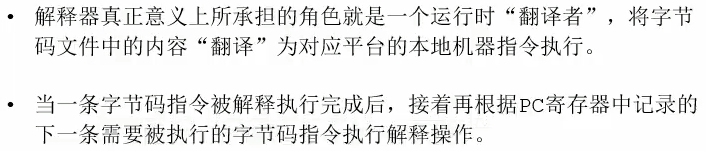 • 解释器真正意义上所承担的角色就是一个运行时“翻译者”，将字节
码文件中的内容“翻译”为对应平台的本地机器指令执行。
• 当一条字节码指令被解释执行完成后，接着再根据PC寄存器中记录的
下一条需要被执行的字节码指令执行解释操作。